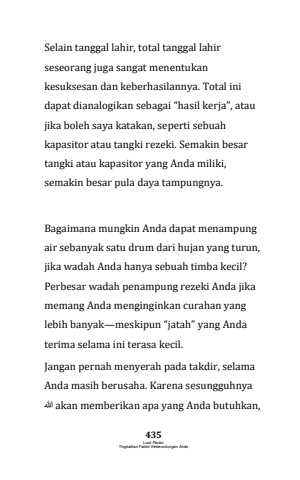 Selain tanggal lahir, total tanggal lahir
seseorang juga sangat menentukan
kesuksesan dan keberhasilannya. Total ini
dapat dianalogikan sebagai “hasil kerja”, atau
jika boleh saya katakan, seperti sebuah
kapasitor atau tangki rezeki. Semakin besar
tangki atau kapasitor yang Anda miliki,
semakin besar pula daya tampungnya.
Bagaimana mungkin Anda dapat menampung
air sebanyak satu drum dari hujan yang turun,
jika wadah Anda hanya sebuah timba kecil?
Perbesar wadah penampung rezeki Anda jika
memang Anda menginginkan curahan yang
lebih banyak—meskipun “jatah” yang Anda
terima selama ini terasa kecil.
Jangan pernah menyerah pada takdir, selama
Anda masih berusaha. Karena sesungguhnya
ﷲ akan memberikan apa yang Anda butuhkan,
435
Luck Factor
Tingkatkan Faktor Keberuntungan Anda